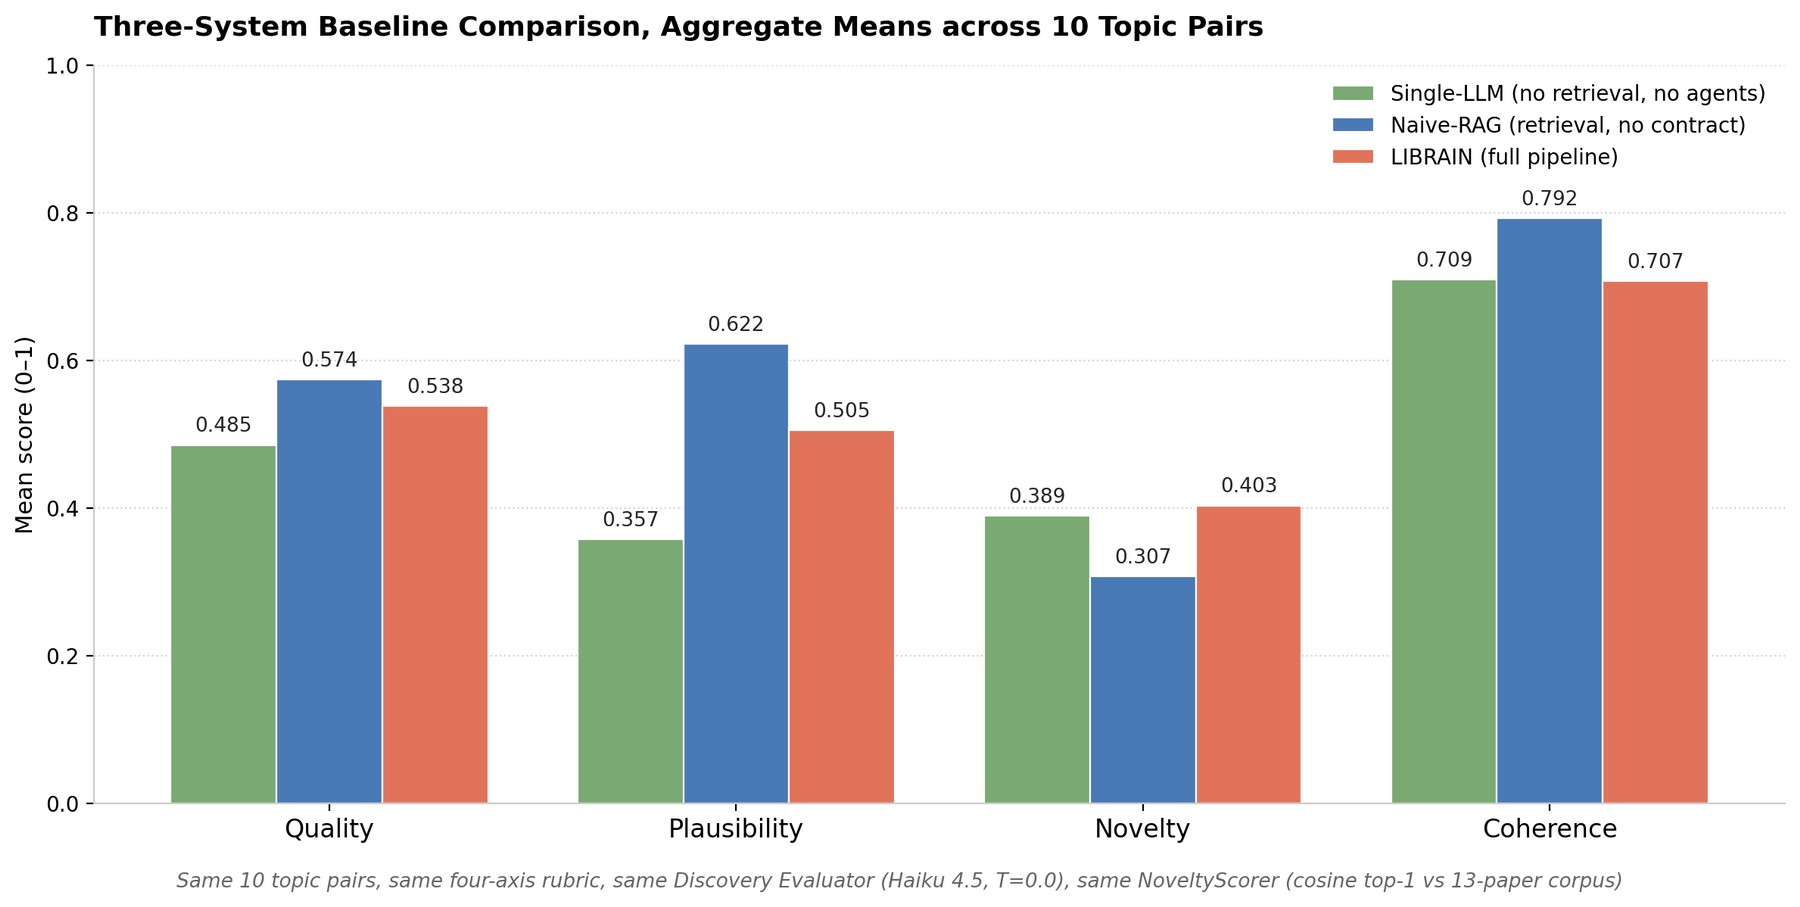 Three-System Baseline Comparison, Aggregate Means across 10 Topic Pairs
Single-LLM (no retrieval, no agents)
Naive-RAG (retrieval, no contract)
LIBRAIN (full pipeline)
Mean score (0–1)
1.0
0.8
0.6
0.4
0.2
0.0
0.485
0.574
0.538
0.357
0.622
0.505
0.389
0.307
0.403
0.709
0.792
0.707
Quality
Plausibility
Novelty
Coherence
Same 10 topic pairs, same four-axis rubric, same Discovery Evaluator (Haiku 4.5, T=0.0), same NoveltyScorer (cosine top-1 vs 13-paper corpus)